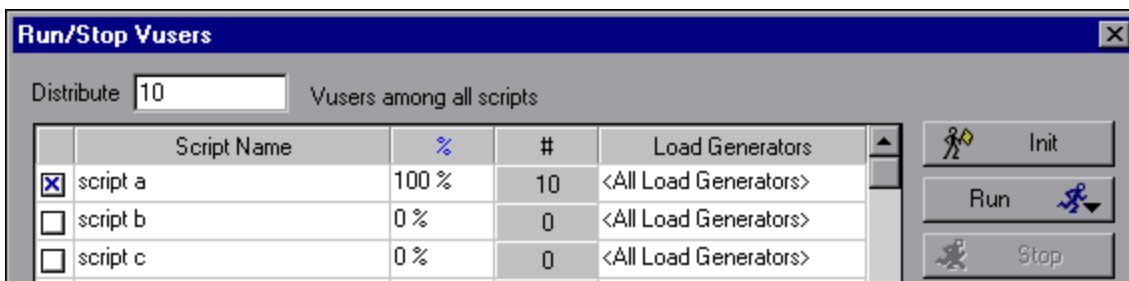 Run/Stop Vusers
Distribute 10 Vusers among all scripts
Script Name % # Load Generators
script a 100 % 10 <All Load Generators>
script b 0 % 0 <All Load Generators>
script c 0 % 0 <All Load Generators>
Init
Run
Stop